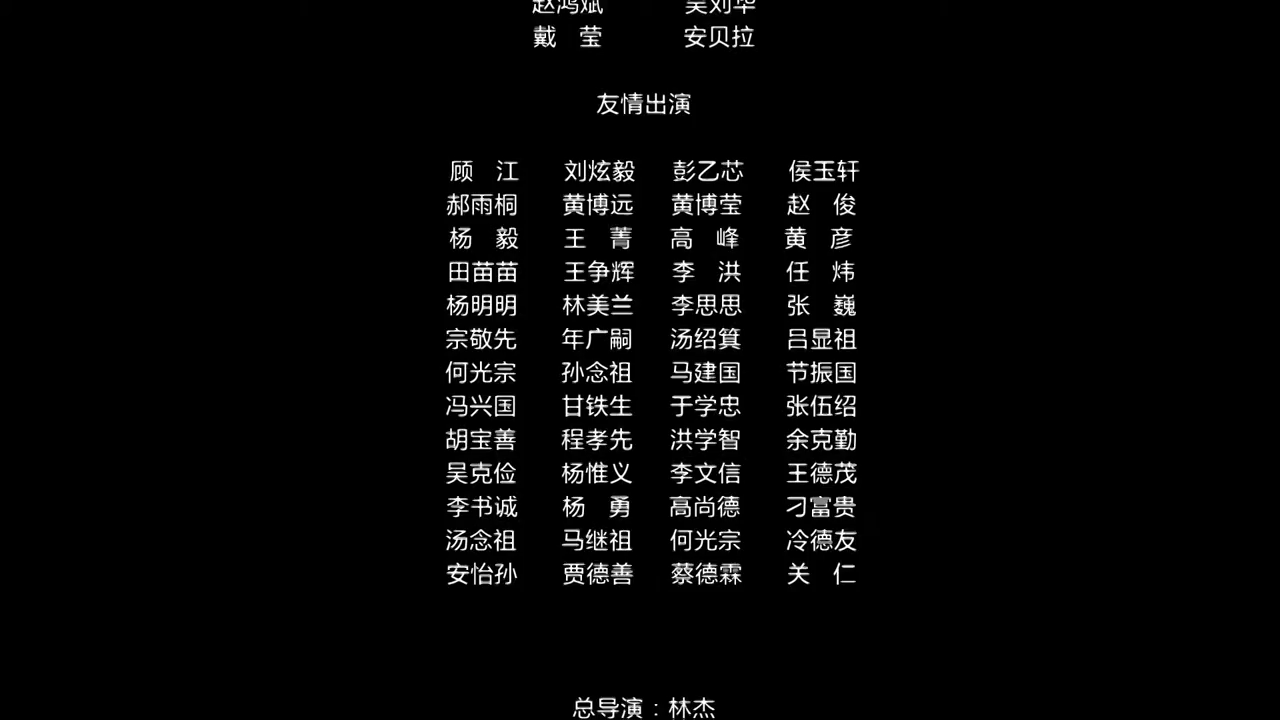 赵鸿斌 吴刘华
戴 莹 安贝拉
友情出演
顾 江 刘炫毅 彭乙芯 侯玉轩
郝雨桐 黄博远 黄博莹 赵 俊
杨 毅 王 菁 高 峰 黄 彦
田苗苗 王争辉 李 洪 任 炜
杨明明 林美兰 李思思 张 巍
宗敬先 年广嗣 汤绍箕 吕显祖
何光宗 孙念祖 马建国 节振国
冯兴国 甘铁生 于学忠 张伍绍
胡宝善 程孝先 洪学智 余克勤
吴克俭 杨惟义 李文信 王德茂
李书诚 杨 勇 高尚德 刁富贵
汤念祖 马继祖 何光宗 冷德友
安怡孙 贾德善 蔡德霖 关 仁
总导演：林杰